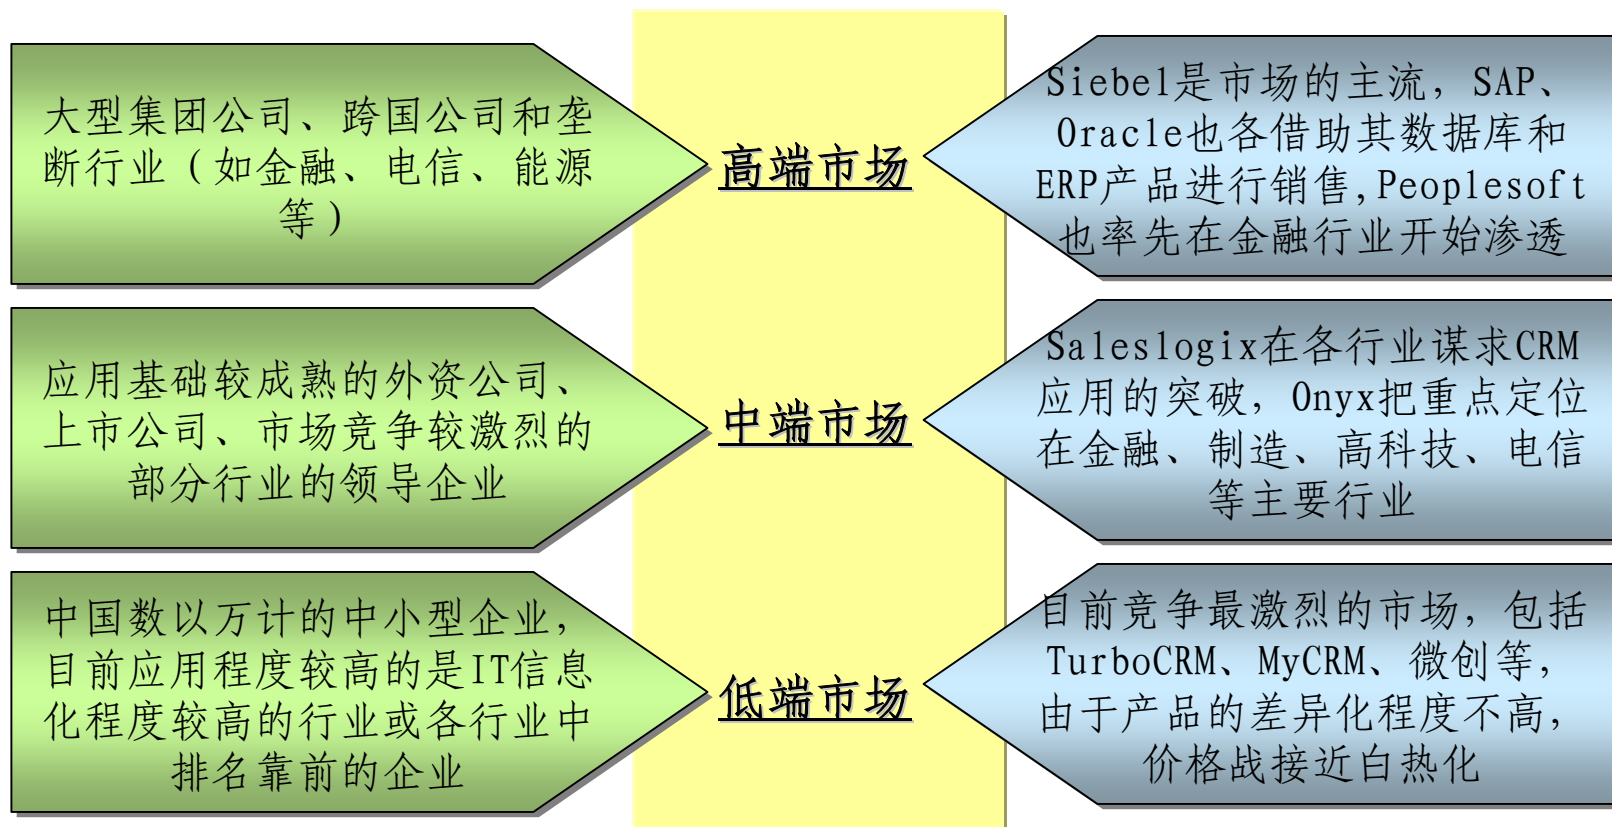 大型集团公司、跨国公司和垄
断行业（如金融、电信、能源
等）
高端市场
Siebel是市场的主流，SAP、
Oracle也各借助其数据库和
ERP产品进行销售,Peoplesoft
也率先在金融行业开始渗透
应用基础较成熟的外资公司、
上市公司、市场竞争较激烈的
部分行业的领导企业
中端市场
Saleslogix在各行业谋求CRM
应用的突破，Onyx把重点定位
在金融、制造、高科技、电信
等主要行业
中国数以万计的中小型企业，
目前应用程度较高的是IT信息
化程度较高的行业或各行业中
排名靠前的企业
低端市场
目前竞争最激烈的市场，包括
TurboCRM、MyCRM、微创等，
由于产品的差异化程度不高，
价格战接近白热化